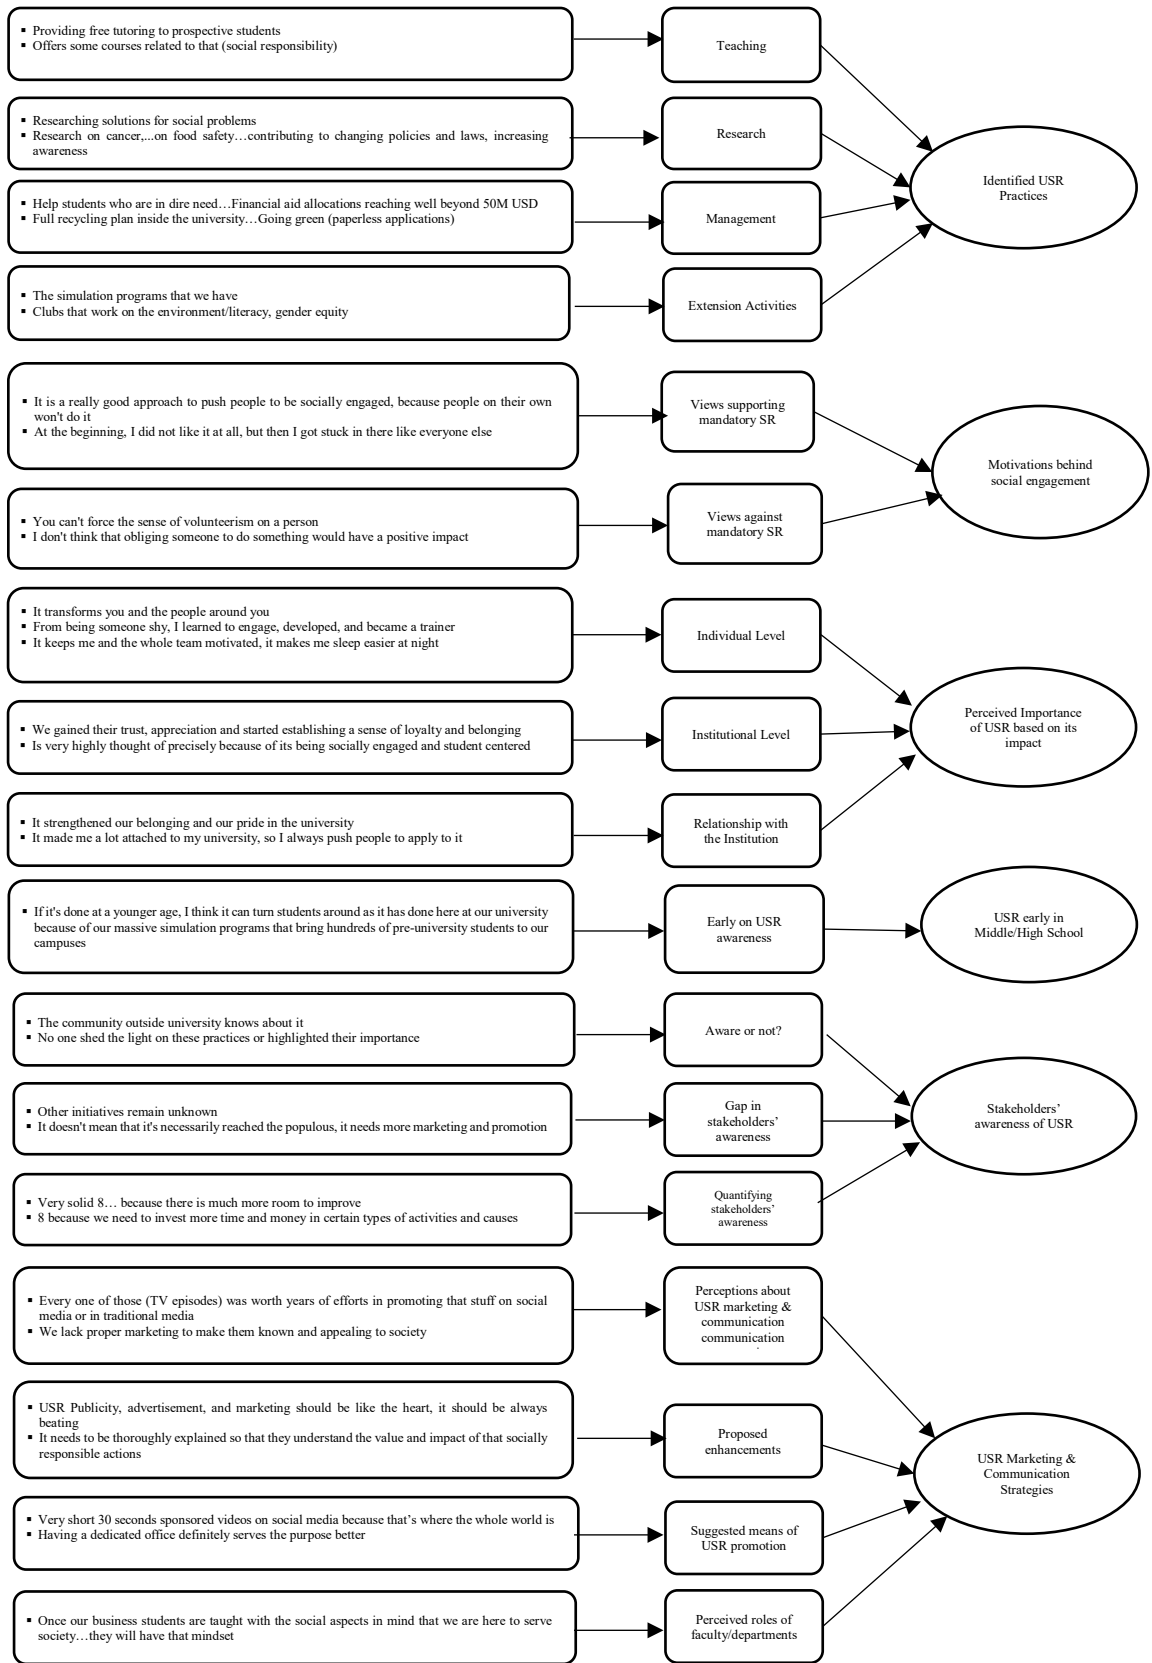 ▪ Providing free tutoring to prospective students
▪ Offers some courses related to that (social responsibility)
Teaching
▪ Researching solutions for social problems
▪ Research on cancer,...on food safety…contributing to changing policies and laws, increasing
awareness
Research
Identified USR
Practices
▪ Help students who are in dire need…Financial aid allocations reaching well beyond 50M USD
▪ Full recycling plan inside the university…Going green (paperless applications)
Management
▪ The simulation programs that we have
▪ Clubs that work on the environment/literacy, gender equity
Extension Activities
▪ It is a really good approach to push people to be socially engaged, because people on their own
won't do it
▪ At the beginning, I did not like it at all, but then I got stuck in there like everyone else
Views supporting
mandatory SR
Motivations behind
social engagement
▪ You can't force the sense of volunteerism on a person
▪ I don't think that obliging someone to do something would have a positive impact
Views against
mandatory SR
▪ It transforms you and the people around you
▪ From being someone shy, I learned to engage, developed, and became a trainer
▪ It keeps me and the whole team motivated, it makes me sleep easier at night
Individual Level
▪ We gained their trust, appreciation and started establishing a sense of loyalty and belonging
▪ Is very highly thought of precisely because of its being socially engaged and student centered
Institutional Level
Perceived Importance
of USR based on its
impact
▪ It strengthened our belonging and our pride in the university
▪ It made me a lot attached to my university, so I always push people to apply to it
Relationship with
the Institution
▪ If it's done at a younger age, I think it can turn students around as it has done here at our university
because of our massive simulation programs that bring hundreds of pre-university students to our
campuses
Early on USR
awareness
USR early in
Middle/High School
▪ The community outside university knows about it
▪ No one shed the light on these practices or highlighted their importance
Aware or not?
▪ Other initiatives remain unknown
▪ It doesn't mean that it's necessarily reached the populous, it needs more marketing and promotion
Gap in
stakeholders’
awareness
Stakeholders’
awareness of USR
▪ Very solid 8… because there is much more room to improve
▪ 8 because we need to invest more time and money in certain types of activities and causes
Quantifying
stakeholders’
awareness
▪ Every one of those (TV episodes) was worth years of efforts in promoting that stuff on social
media or in traditional media
▪ We lack proper marketing to make them known and appealing to society
Perceptions about
USR marketing &
communication
communication
▪ USR Publicity, advertisement, and marketing should be like the heart, it should be always
beating
▪ It needs to be thoroughly explained so that they understand the value and impact of that socially
responsible actions
Proposed
enhancements
USR Marketing &
Communication
Strategies
▪ Very short 30 seconds sponsored videos on social media because that’s where the whole world is
▪ Having a dedicated office definitely serves the purpose better
Suggested means of
USR promotion
▪ Once our business students are taught with the social aspects in mind that we are here to serve
society…they will have that mindset
Perceived roles of
faculty/departments